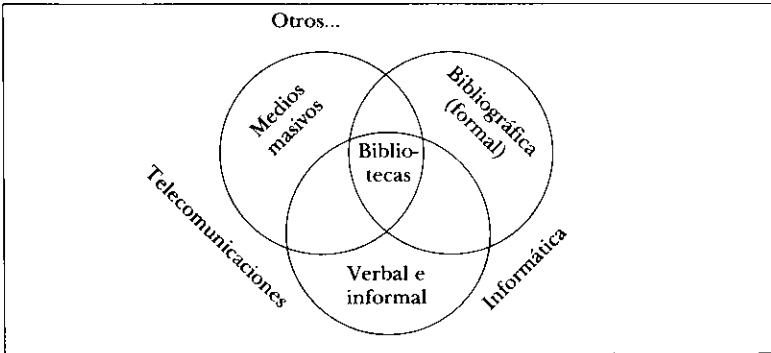 Otros...
Medios
masivos
Bibliográfica
(formal)
Biblio-
tecas
Telecomunicaciones
Verbal e
informal
Informática